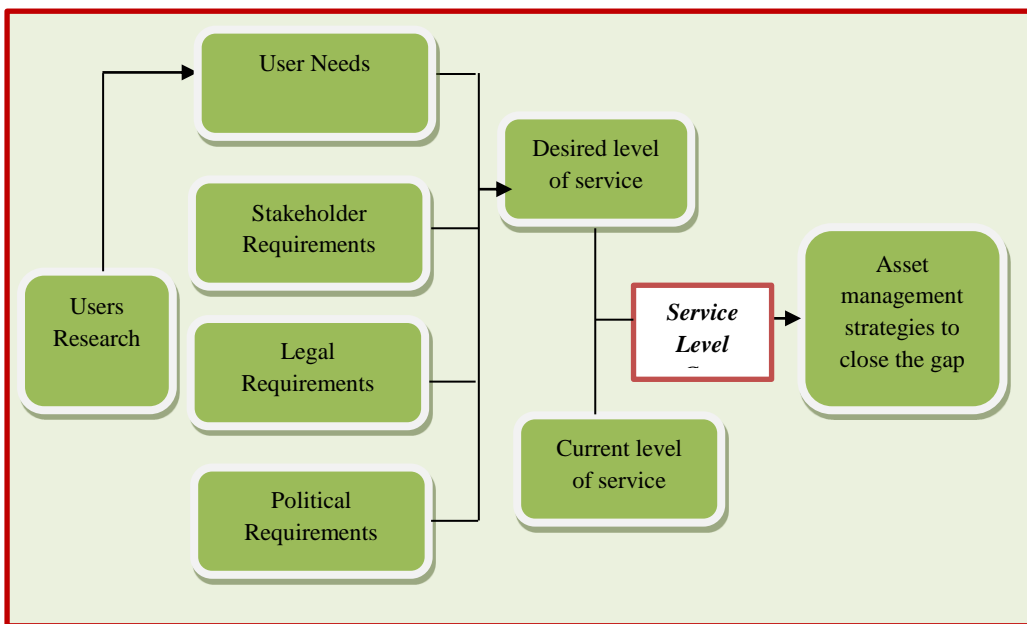 User Needs
Stakeholder
Requirements
Users
Research
Legal
Requirements
Political
Requirements
Desired level
of service
Current level
of service
Service
Level
Asset
management
strategies to
close the gap